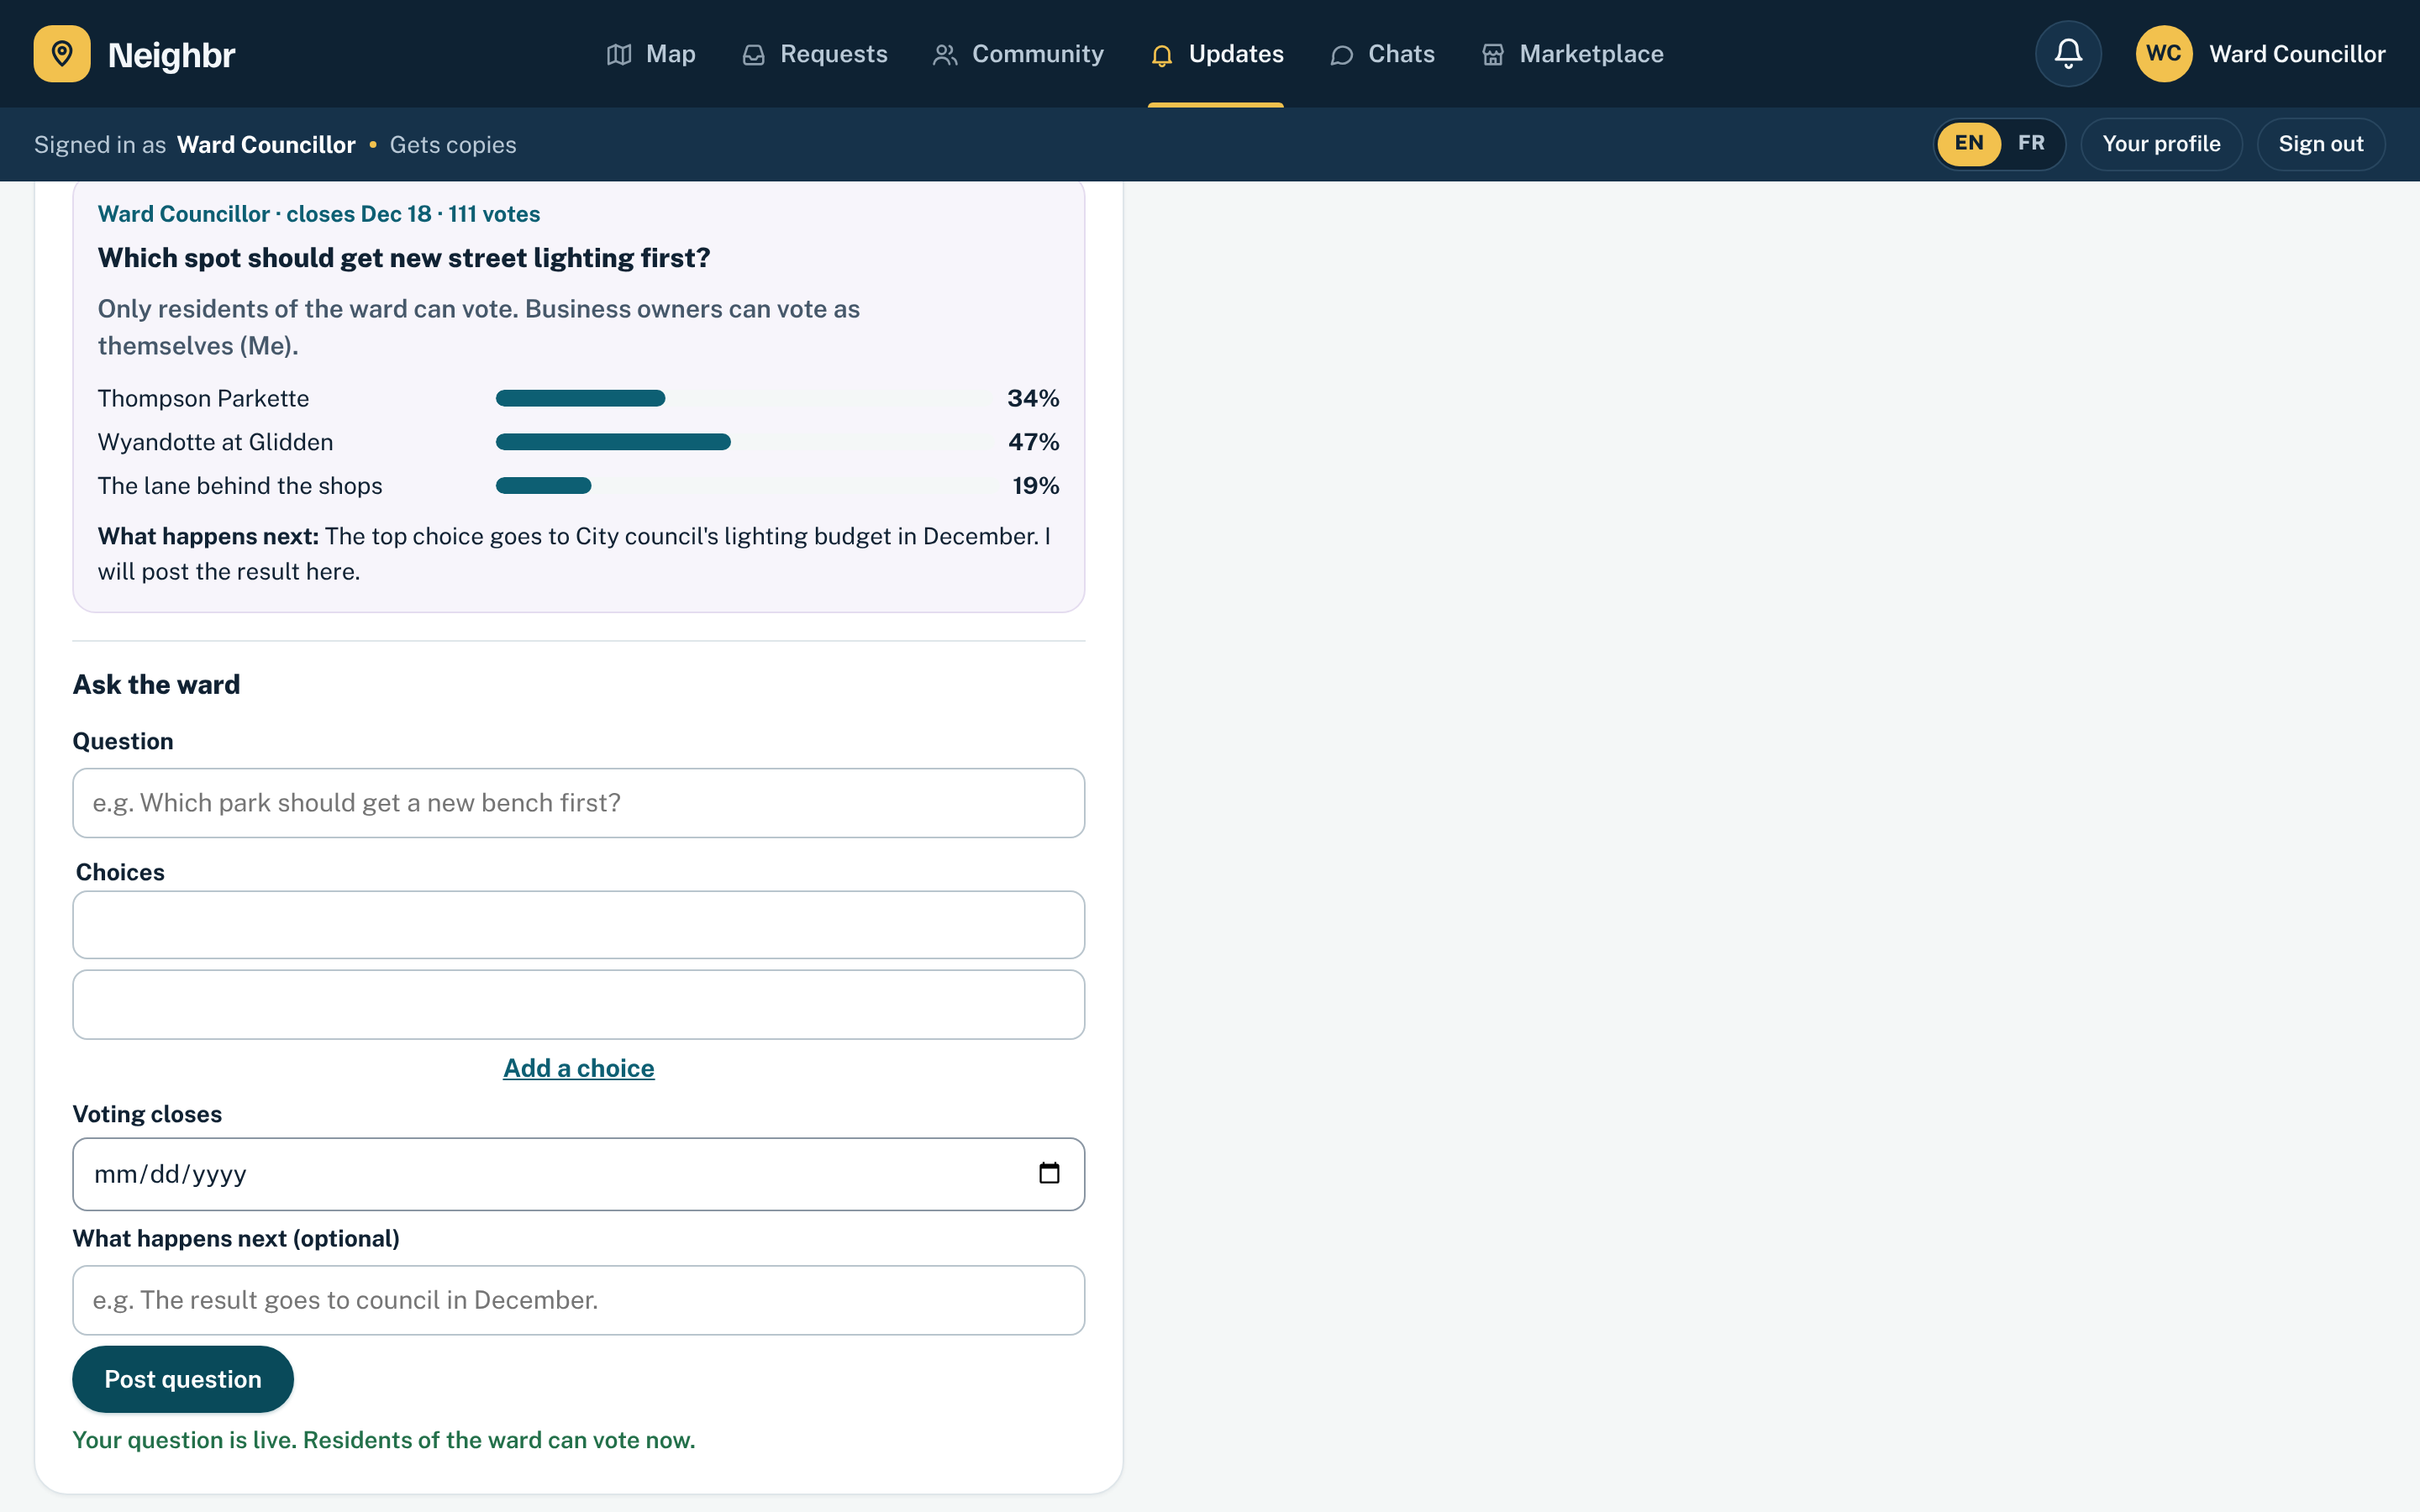 Neighbr
Map
Requests
Community
Updates
Chats
Marketplace
WC
Ward Councillor
Signed in as Ward Councillor • Gets copies
EN
FR
Your profile
Sign out
Ward Councillor · closes Dec 18 · 111 votes
Which spot should get new street lighting first?
Only residents of the ward can vote. Business owners can vote as
themselves (Me).
Thompson Parkette 34%
Wyandotte at Glidden 47%
The lane behind the shops 19%
What happens next: The top choice goes to City council's lighting budget in December. I
will post the result here.
Ask the ward
Question
e.g. Which park should get a new bench first?
Choices
Add a choice
Voting closes
mm/dd/yyyy
What happens next (optional)
e.g. The result goes to council in December.
Post question
Your question is live. Residents of the ward can vote now.